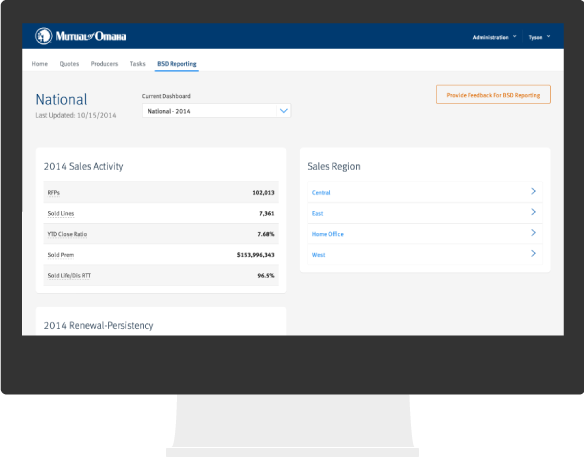 Mutual of Omaha
Administration Tyson
Home Quotes Producers Tasks BSD Reporting
National
Last Updated: 10/15/2014
Current Dashboard
National - 2014
Provide Feedback For BSD Reporting
2014 Sales Activity
RFPs 102,013
Sold Lines 7,361
YTD Close Ratio 7.68%
Sold Prem $153,996,343
Sold Life/Dis RTT 96.5%
Sales Region
Central
East
Home Office
West
2014 Renewal-Persistency